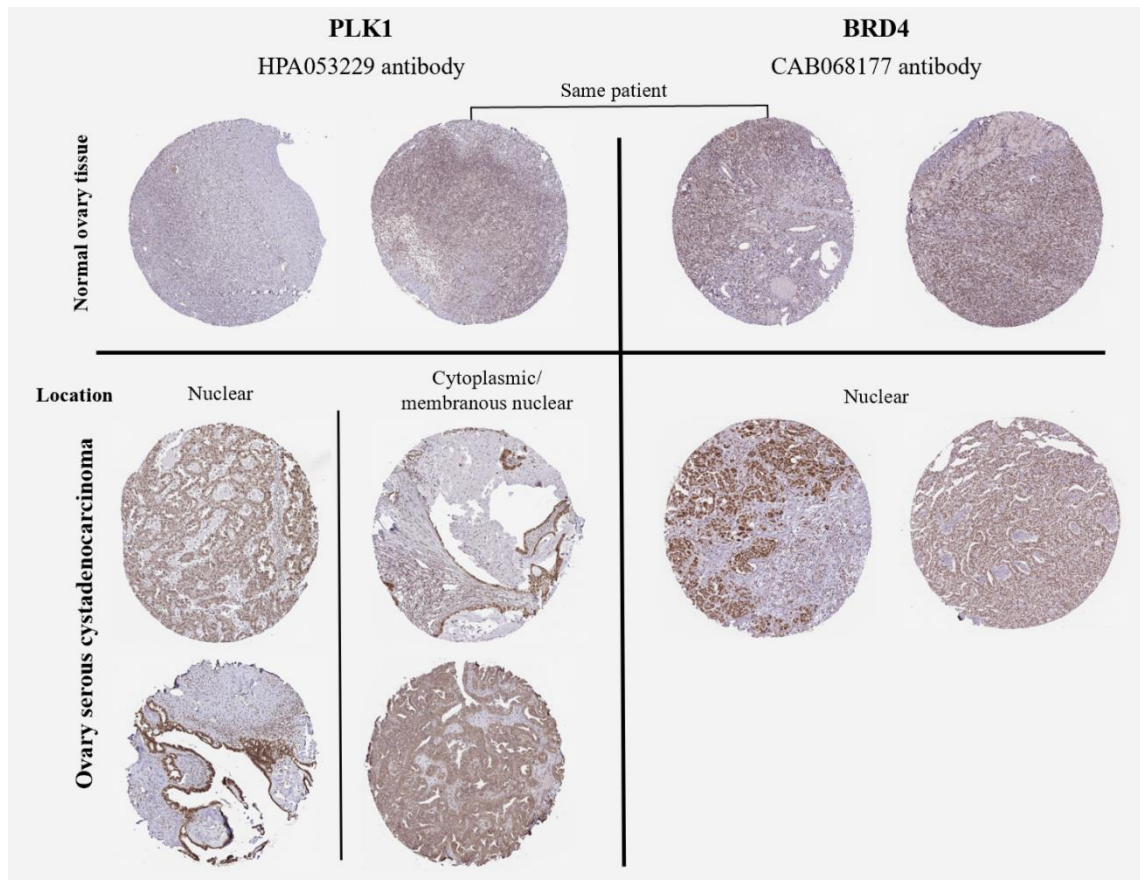 PLK1
BRD4
HPA053229 antibody
CAB068177 antibody
Same patient
Normal ovary tissue
Location
Nuclear
Cytoplasmic/
membranous nuclear
Nuclear
Ovary serous cystadenocarcinoma